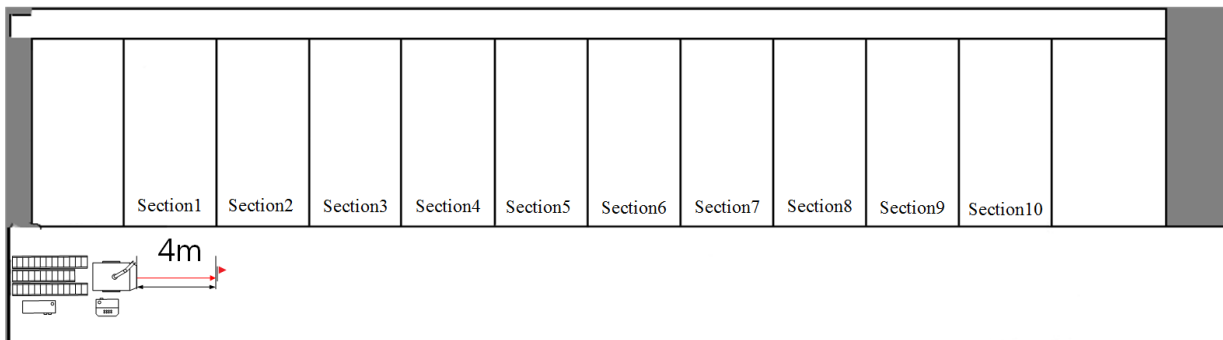 Section1
Section2
Section3
Section4
Section5
Section6
Section7
Section8
Section9
Section10
4m